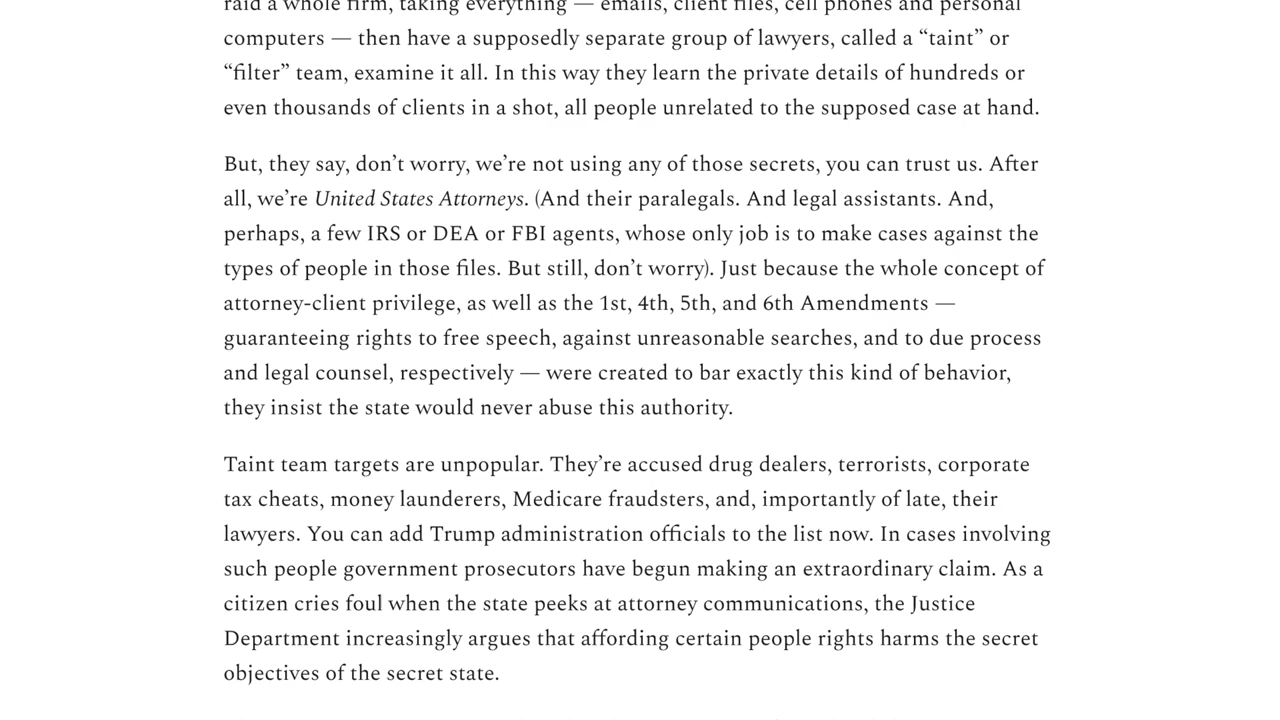 raid a whole firm, taking everything — emails, client files, cell phones and personal
computers — then have a supposedly separate group of lawyers, called a “taint” or
“filter” team, examine it all. In this way they learn the private details of hundreds or
even thousands of clients in a shot, all people unrelated to the supposed case at hand.
But, they say, don’t worry, we’re not using any of those secrets, you can trust us. After
all, we’re United States Attorneys. (And their paralegals. And legal assistants. And,
perhaps, a few IRS or DEA or FBI agents, whose only job is to make cases against the
types of people in those files. But still, don’t worry). Just because the whole concept of
attorney-client privilege, as well as the 1st, 4th, 5th, and 6th Amendments —
guaranteeing rights to free speech, against unreasonable searches, and to due process
and legal counsel, respectively — were created to bar exactly this kind of behavior,
they insist the state would never abuse this authority.
Taint team targets are unpopular. They’re accused drug dealers, terrorists, corporate
tax cheats, money launderers, Medicare fraudsters, and, importantly of late, their
lawyers. You can add Trump administration officials to the list now. In cases involving
such people government prosecutors have begun making an extraordinary claim. As a
citizen cries foul when the state peeks at attorney communications, the Justice
Department increasingly argues that affording certain people rights harms the secret
objectives of the secret state.